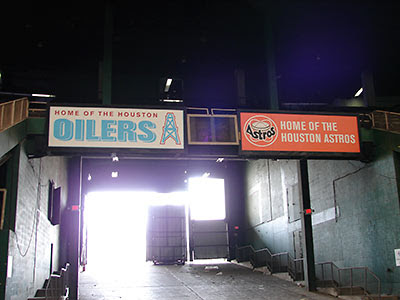 HOME OF THE HOUSTON
OILERS
Astros
HOME OF THE
HOUSTON ASTROS